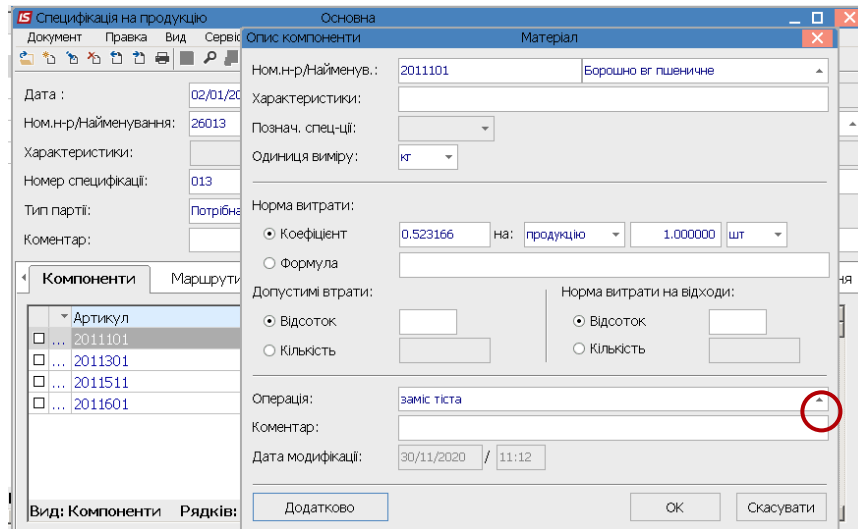 Специфікація на продукцію Основна
Документ Правка Вид Сервіс
Дата : 02/01/20
Ном.н-р/Найменування: 26013
Характеристики:
Номер специфікації: 013
Тип партії: Потрібна
Коментар:
Компоненти Маршрути ня
Артикул
... 2011101
... 2011301
... 2011511
... 2011601
Вид: Компоненти Рядків:
Опис компоненти Матеріал
Ном.н-р/Найменув.: 2011101 Борошно вг пшеничне
Характеристики:
Познач. спец-ції:
Одиниця виміру: кг
Норма витрати:
Коефіцієнт 0.523166 на: продукцію 1.000000 шт
Формула
Допустимі втрати: Норма витрати на відходи:
Відсоток Відсоток
Кількість Кількість
Операція: заміс тіста
Коментар:
Дата модифікації: 30/11/2020 / 11:12
Додатково ОК Скасувати